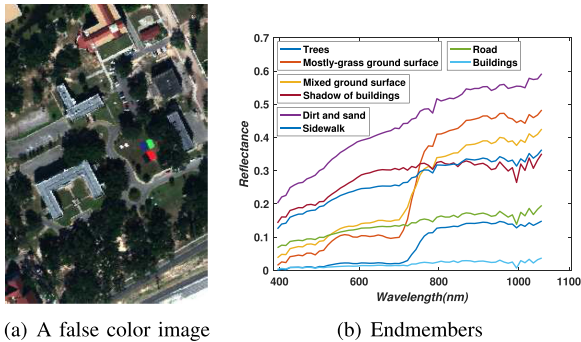 0.7
0.6
0.5
0.4
0.3
0.2
0.1
0
Reflectance
Trees
Mostly-grass ground surface
Mixed ground surface
Shadow of buildings
Dirt and sand
Sidewalk
Road
Buildings
400 600 800 1000 1100
Wavelength(nm)
(a) A false color image
(b) Endmembers